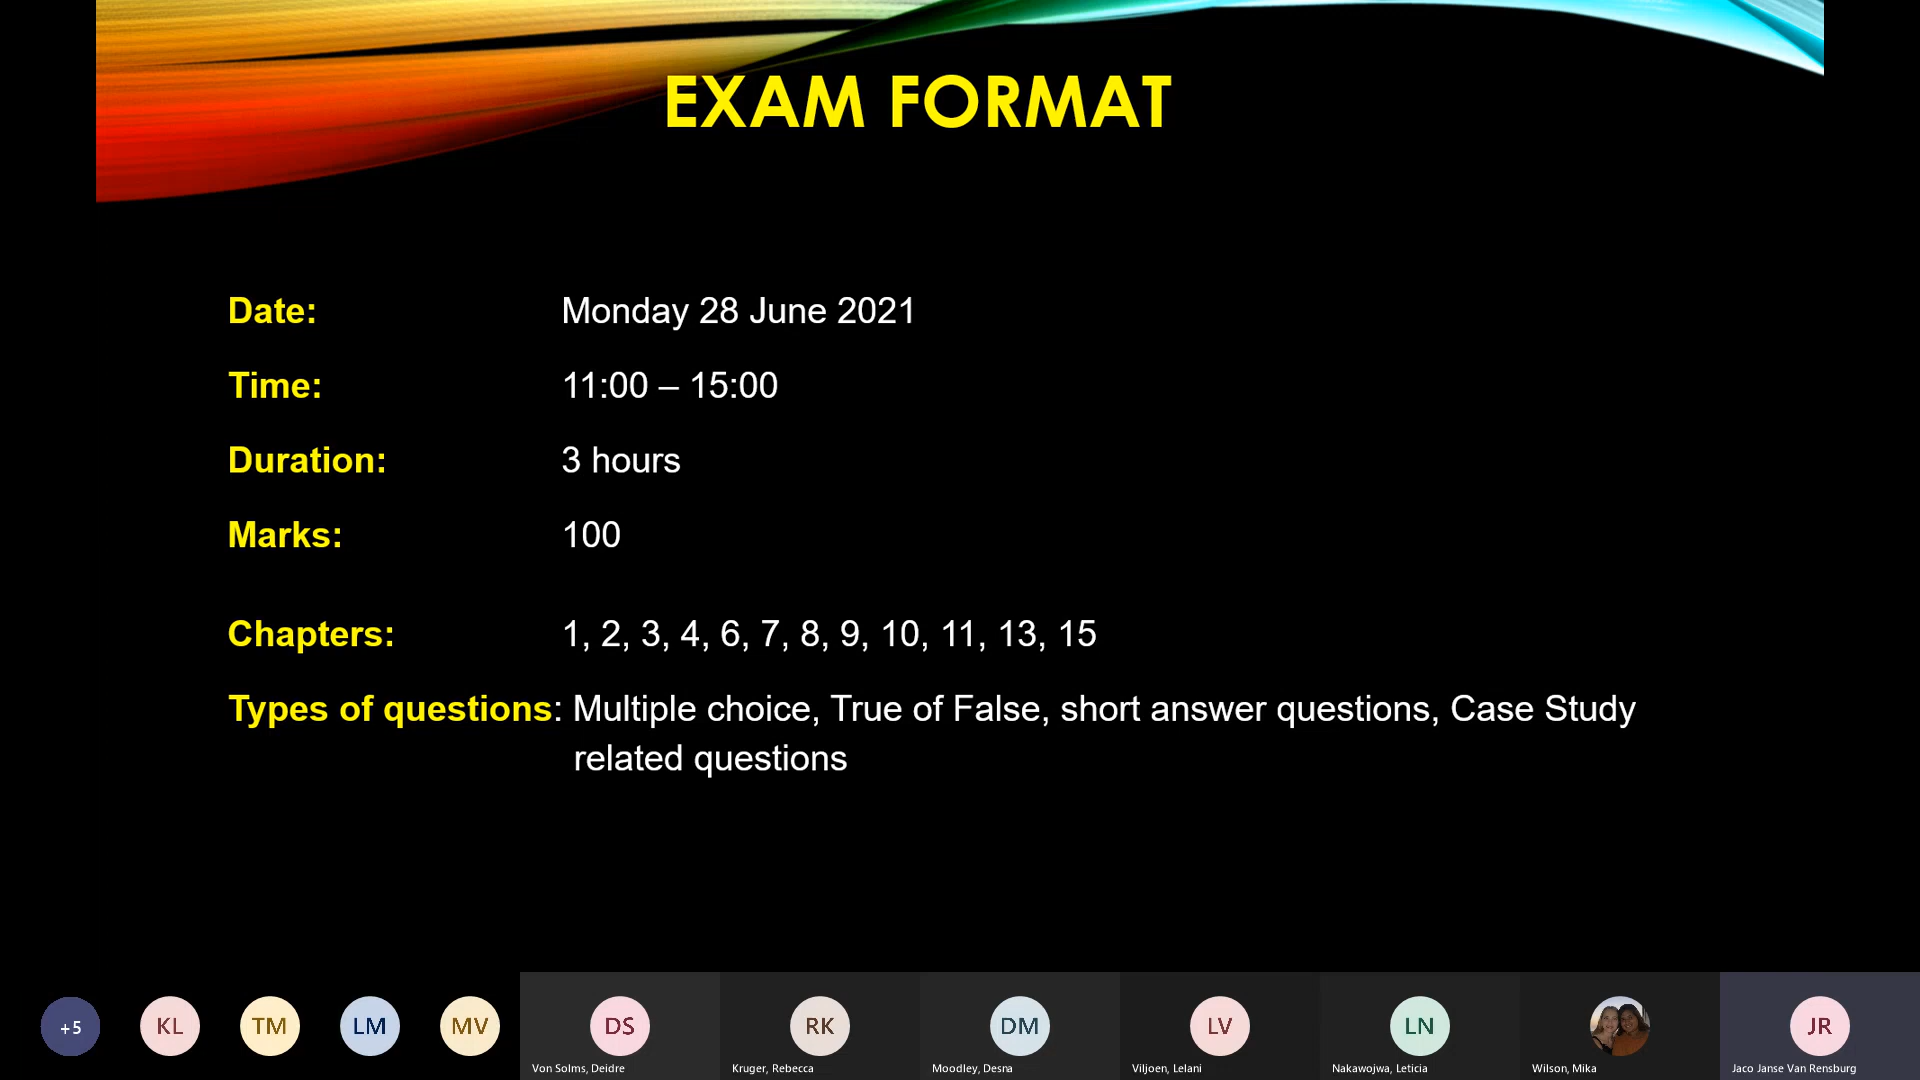 EXAM FORMAT
Date: Monday 28 June 2021
Time: 11:00 – 15:00
Duration: 3 hours
Marks: 100
Chapters: 1, 2, 3, 4, 6, 7, 8, 9, 10, 11, 13, 15
Types of questions: Multiple choice, True of False, short answer questions, Case Study
related questions
+5 KL TM LM MV DS RK DM LV LN JR
Von Solms, Deidre Kruger, Rebecca Moodley, Desna Viljoen, Lelani Nakawojwa, Leticia Wilson, Mika Jaco Janse Van Rensburg